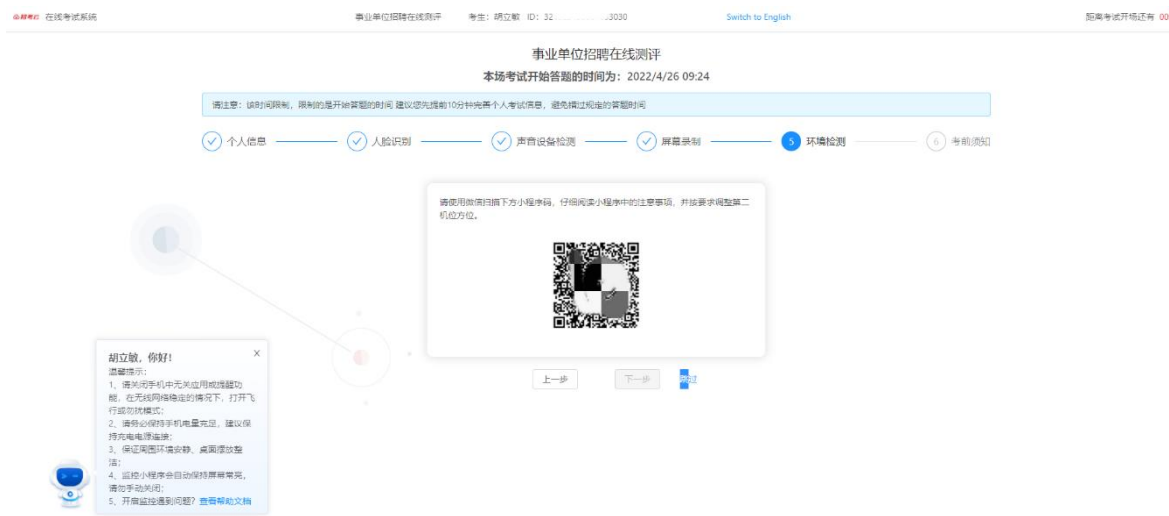 在线考试系统
事业单位招聘在线测评
考生：胡立敏 ID：32
3030
Switch to English
距离考试开场还有 00
事业单位招聘在线测评
本场考试开始答题的时间为：2022/4/26 09:24
请注意：该时间限制，限制的是开始答题的时间 建议您先提前10分钟完善个人考试信息，避免错过规定的答题时间
个人信息
人脸识别
声音设备检测
屏幕录制
5 环境检测
6 考前须知
请使用微信扫描下方小程序码，仔细阅读小程序中的注意事项，并按要求调整第二
机位方位。
上一步
下一步
跳过
胡立敏，你好！
温馨提示：
1、请关闭手机中无关应用或提醒功
能，在无线网络稳定的情况下，打开飞
行或勿扰模式；
2、请务必保持手机电量充足，建议保
持充电电源连接；
3、保证周围环境安静、桌面摆放整
洁；
4、监控小程序会自动保持屏幕常亮，
请勿手动关闭；
5、开启监控遇到问题？查看帮助文档